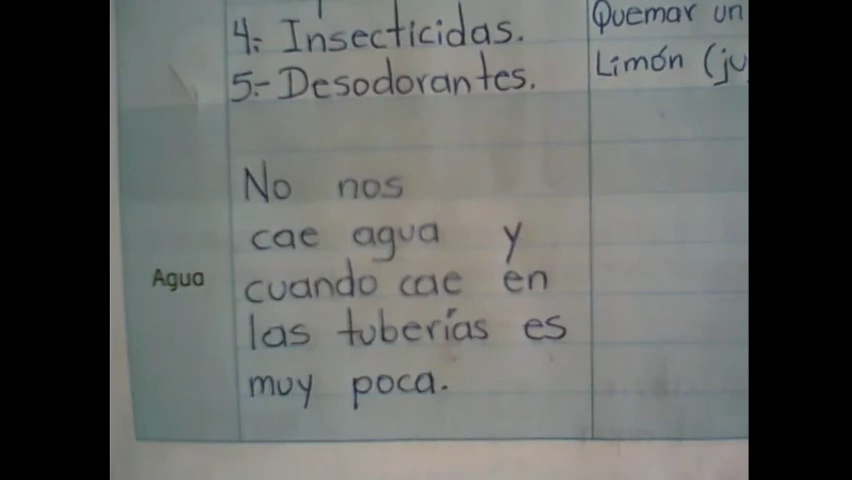 4.- Insecticidas.
5.- Desodorantes.
Quemar un
Limón (ju
Agua
No nos
cae agua y
cuando cae en
las tuberías es
muy poca.